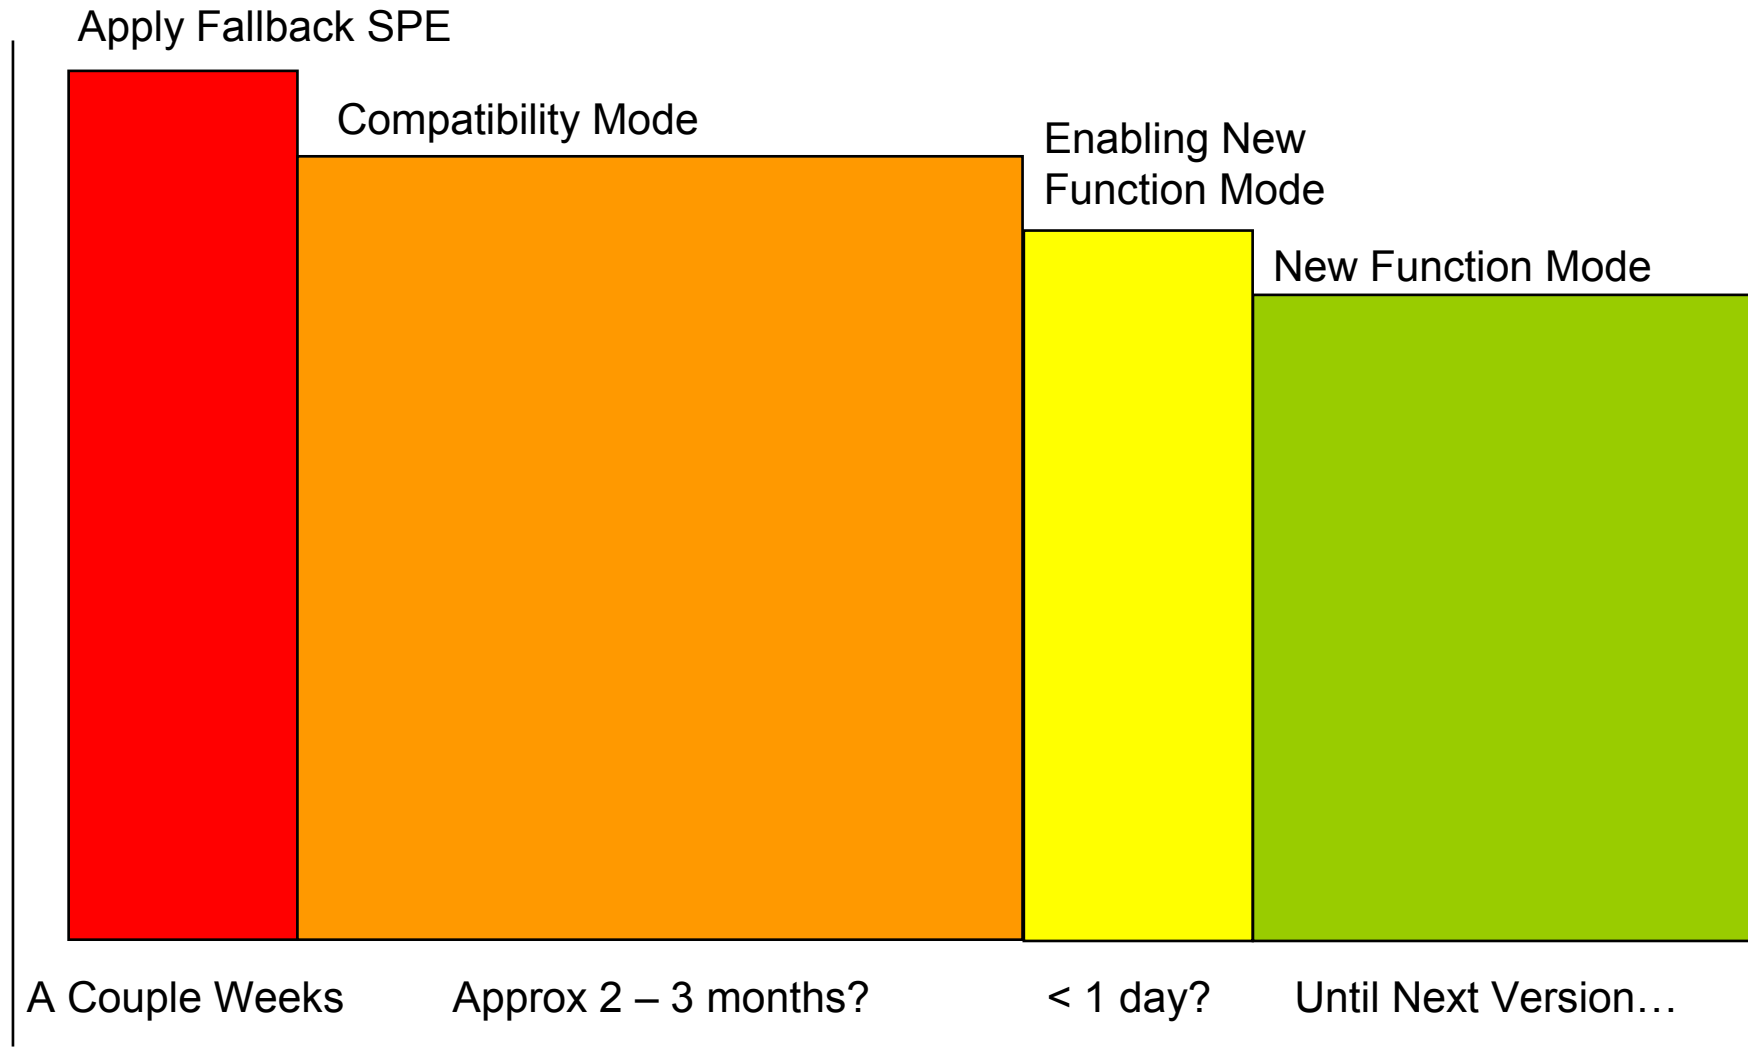 Apply Fallback SPE
Compatibility Mode
Enabling New
Function Mode
New Function Mode
A Couple Weeks
Approx 2 – 3 months?
< 1 day?
Until Next Version…